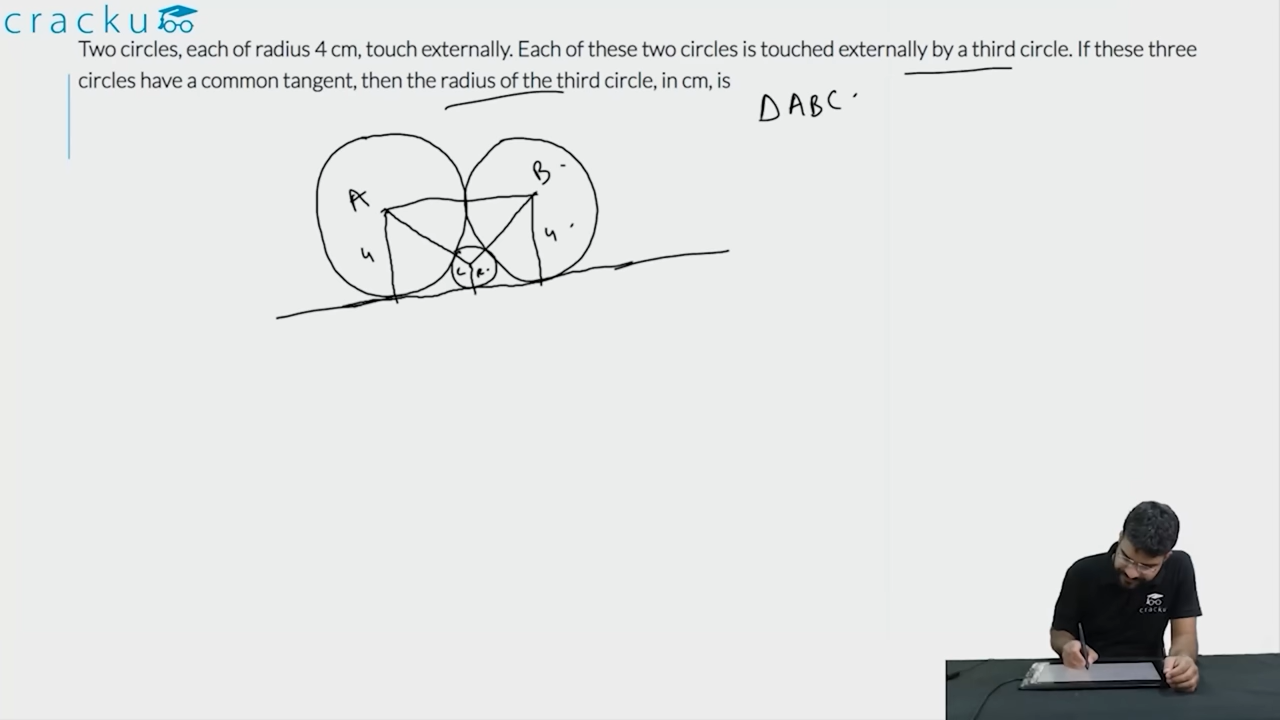 cracku
Two circles, each of radius 4 cm, touch externally. Each of these two circles is touched externally by a third circle. If these three
circles have a common tangent, then the radius of the third circle, in cm, is
Δ ABC
A
B
4
4
C
R
cracku